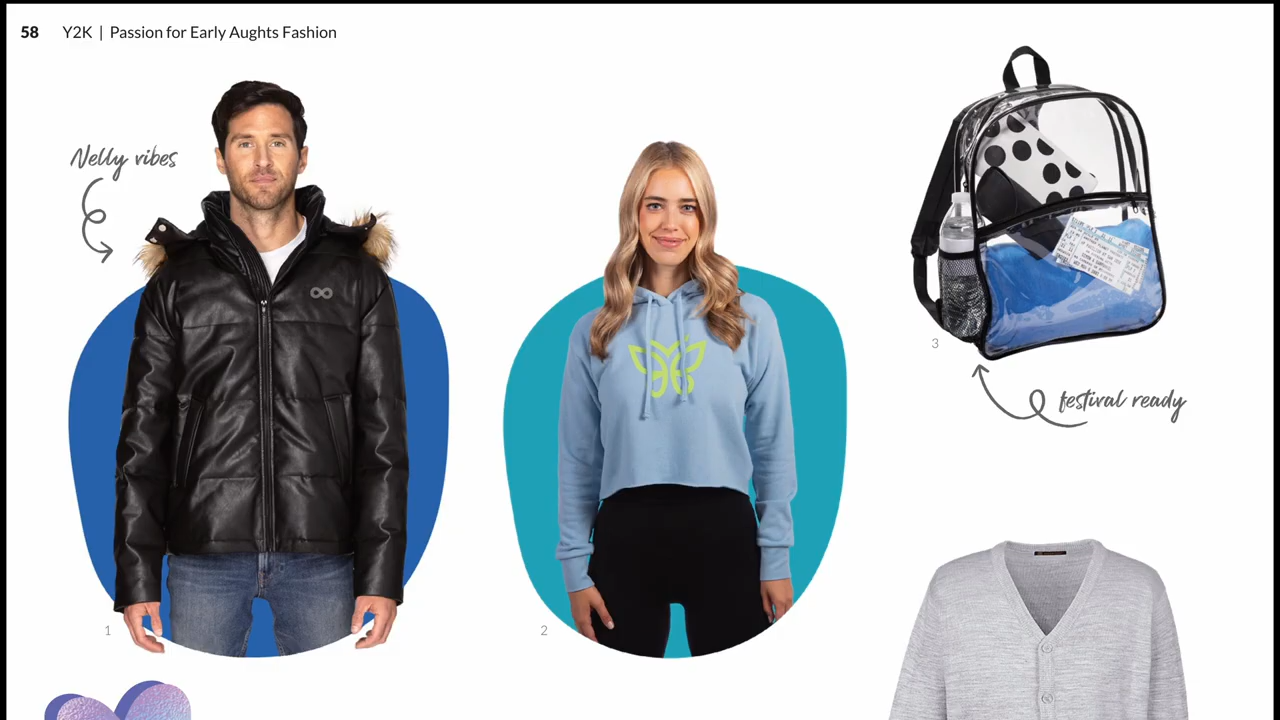 58 Y2K | Passion for Early Aughts Fashion
Nelly vibes
3
festival ready
1
2